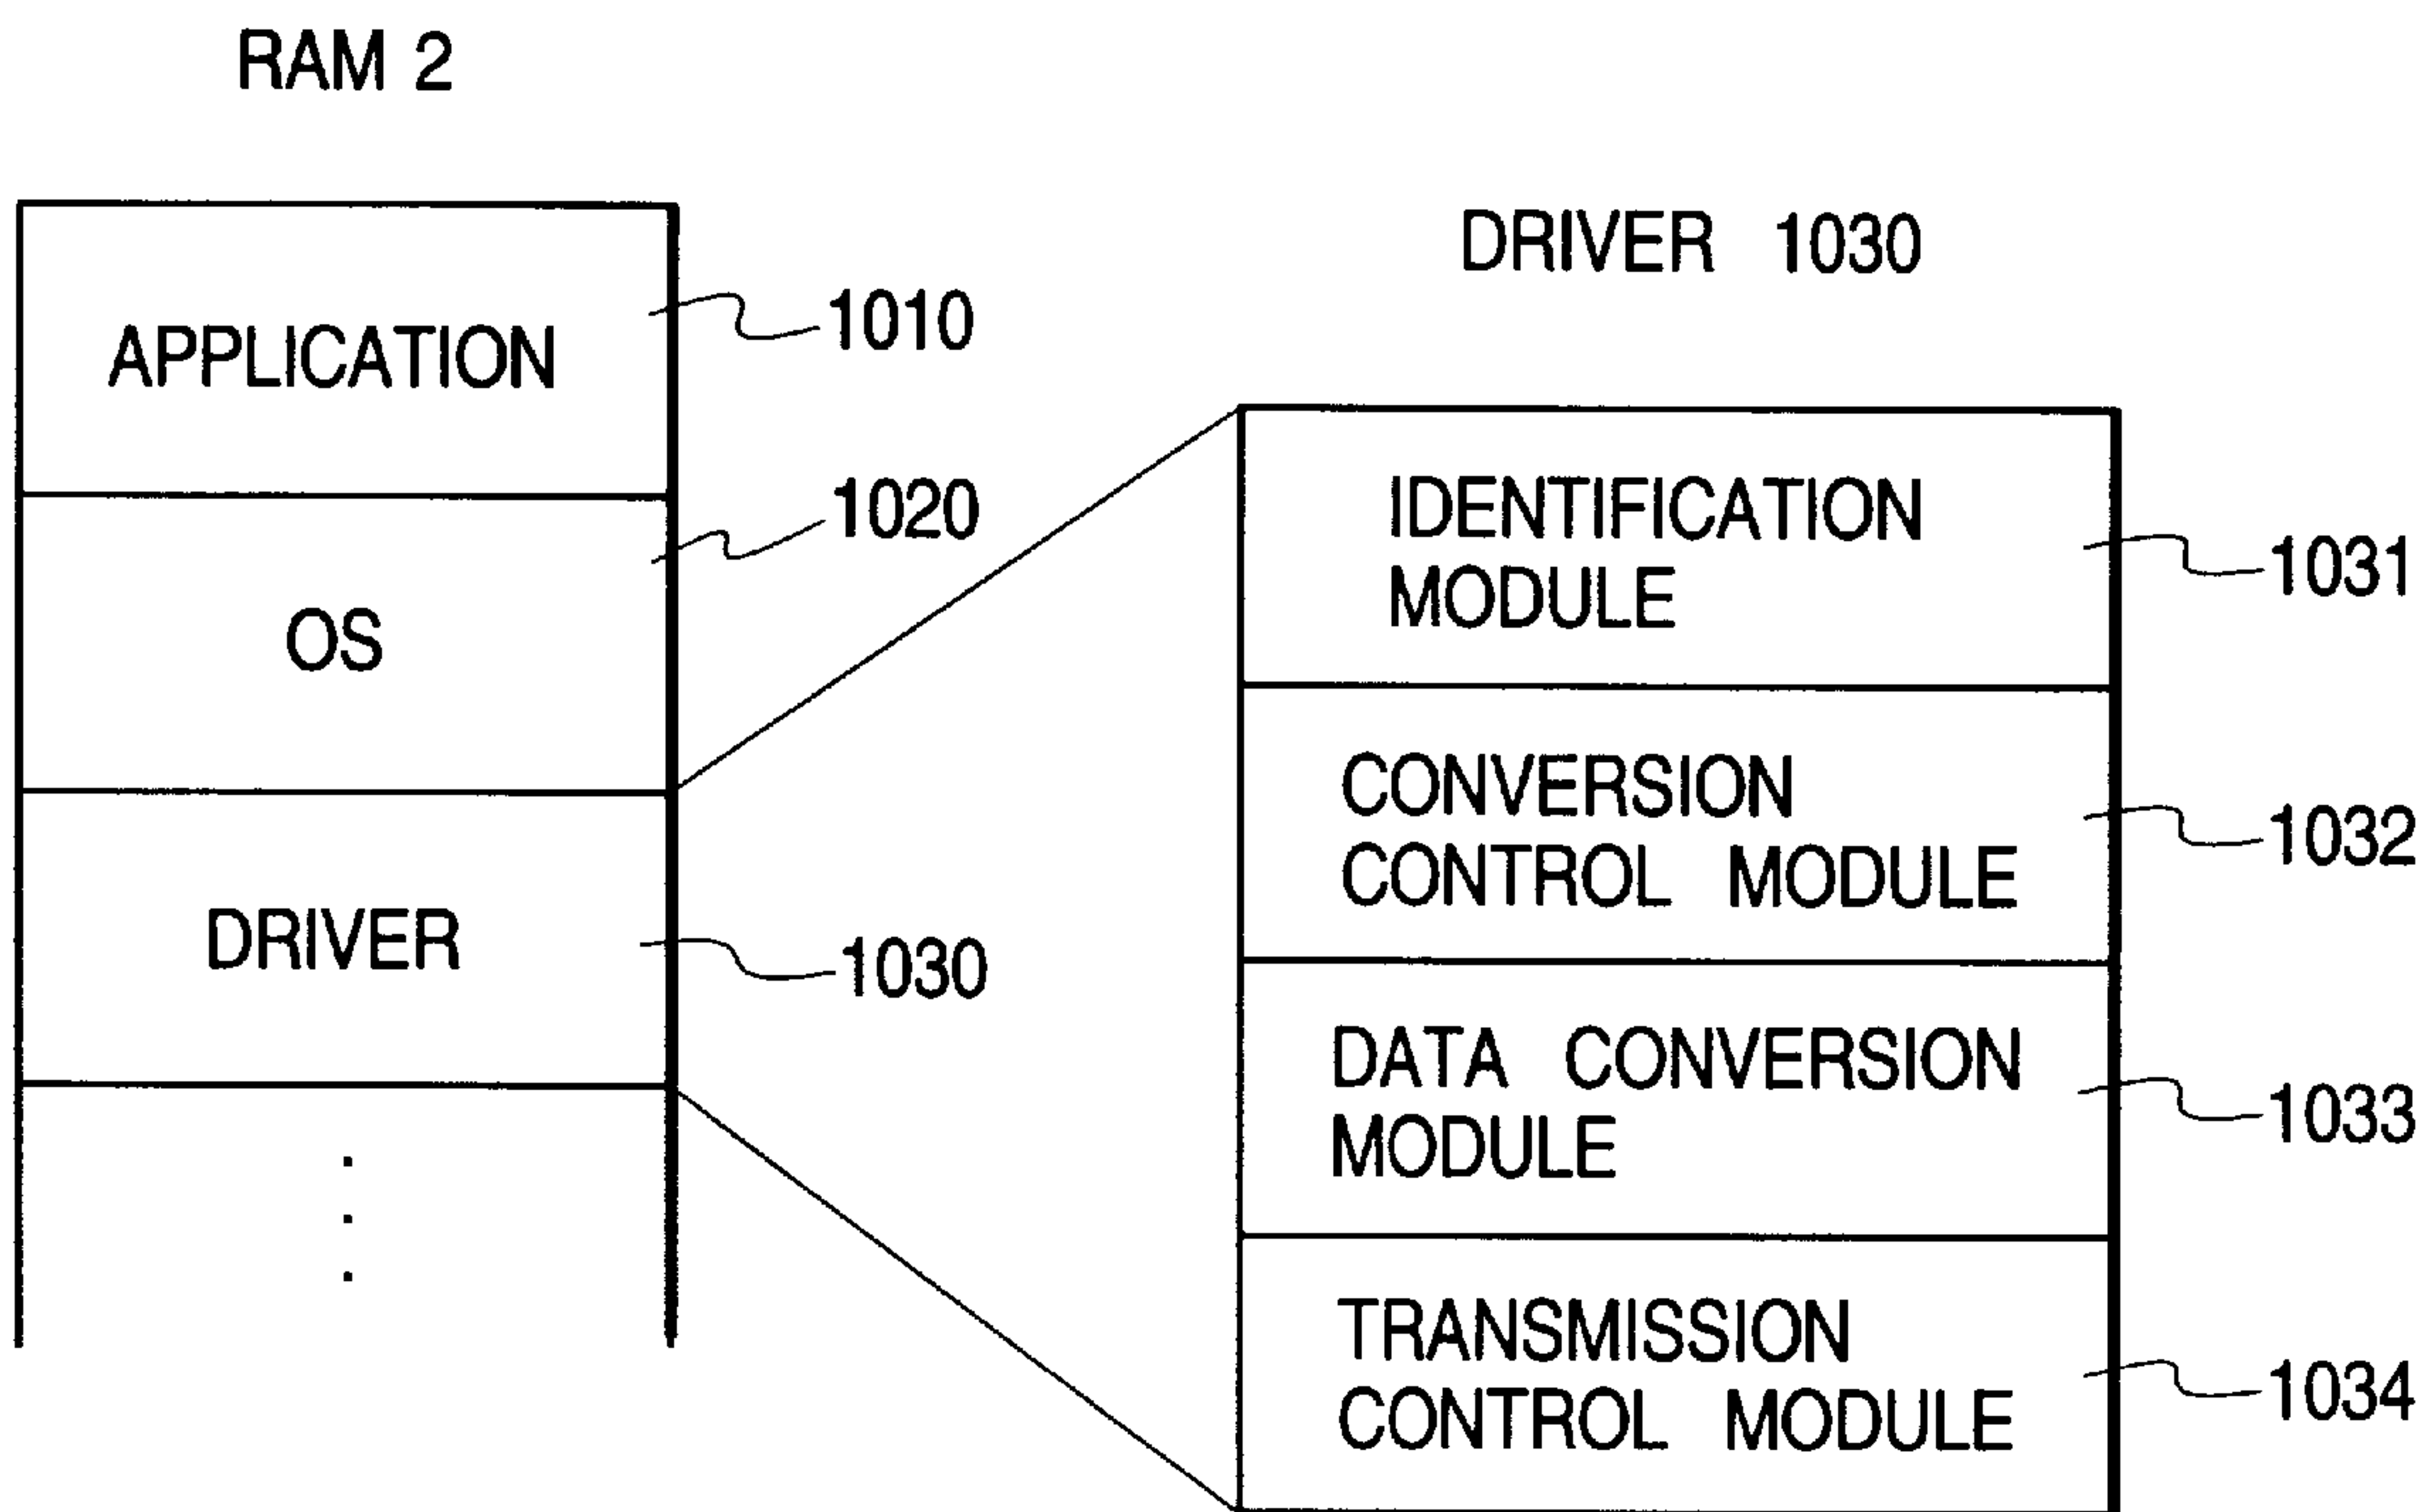 RAM 2
APPLICATION
1010
OS
1020
DRIVER
1030
DRIVER 1030
IDENTIFICATION
MODULE
1031
CONVERSION
CONTROL MODULE
1032
DATA CONVERSION
MODULE
1033
TRANSMISSION
CONTROL MODULE
1034